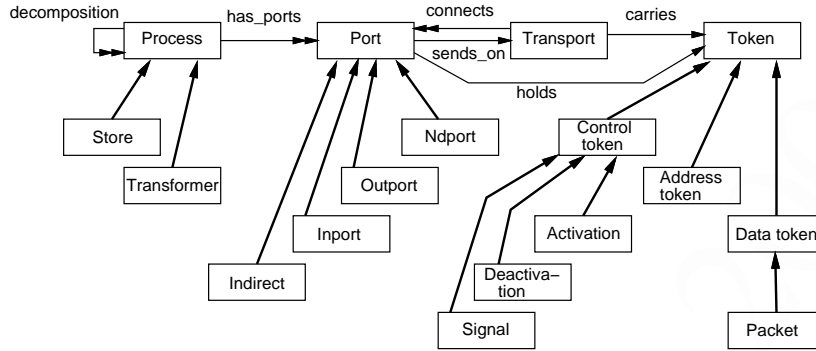 decomposition
Process
has_ports
Port
connects
sends_on
Transport
carries
Token
holds
Store
Ndport
Control
token
Transformer
Outport
Address
token
Inport
Activation
Data token
Indirect
Deactiva–
tion
Signal
Packet